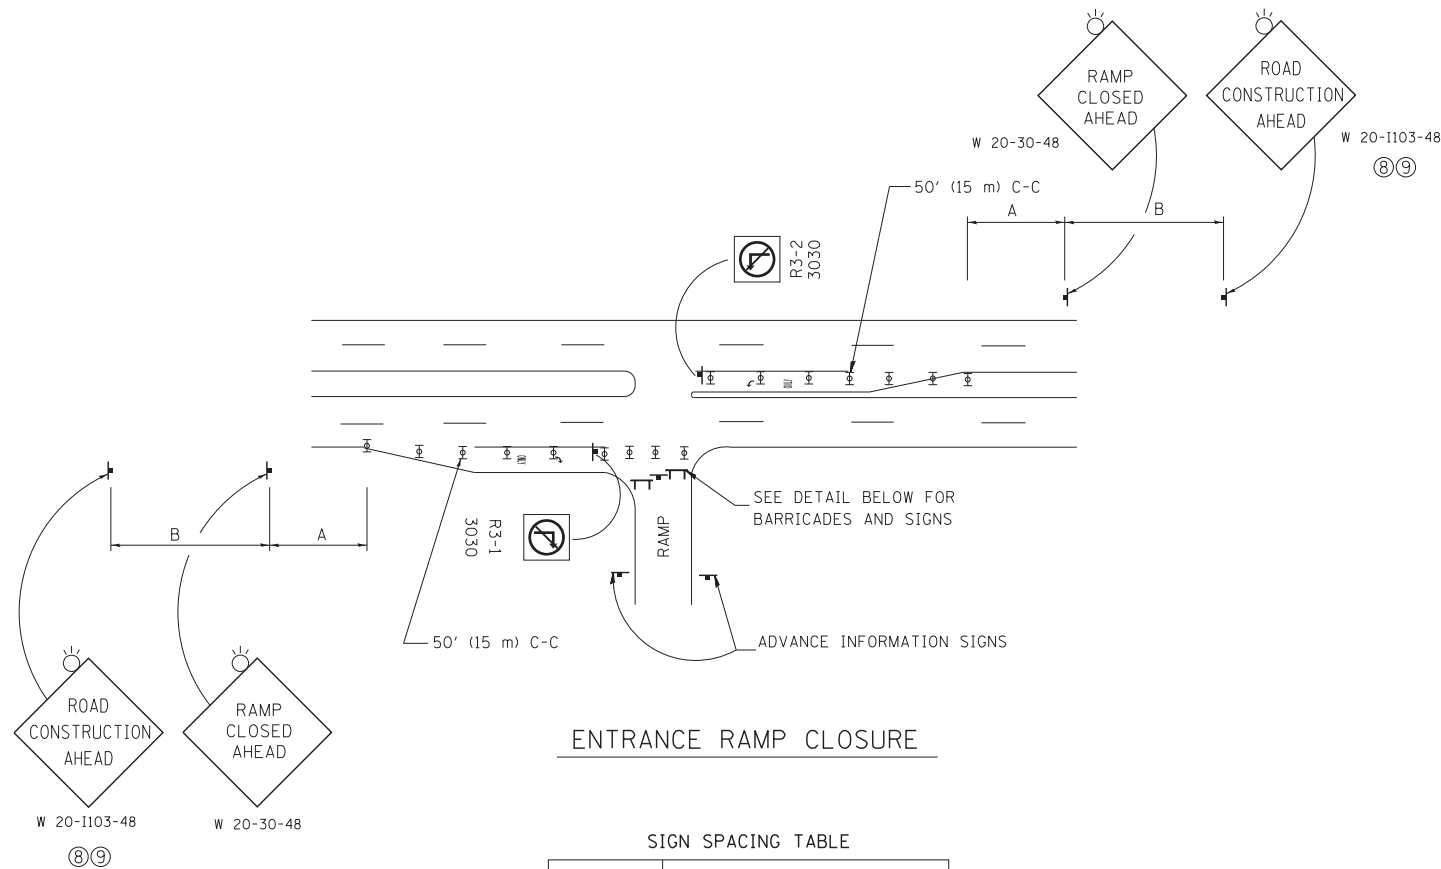 RAMP
CLOSED
AHEAD
W 20-30-48
ROAD
CONSTRUCTION
AHEAD
W 20-I103-48
⑧⑨
50' (15 m) C-C
A
B
R3-2
3030
ONLY
ONLY
SEE DETAIL BELOW FOR
BARRICADES AND SIGNS
RAMP
R3-1
3030
B
A
50' (15 m) C-C
ADVANCE INFORMATION SIGNS
ROAD
CONSTRUCTION
AHEAD
W 20-I103-48
⑧⑨
RAMP
CLOSED
AHEAD
W 20-30-48
ENTRANCE RAMP CLOSURE
SIGN SPACING TABLE